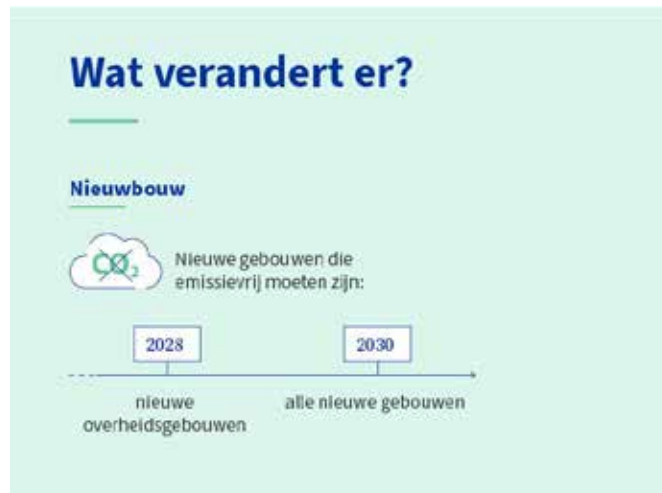 Wat verandert er?
Nieuwbouw
CO₂
Nieuwe gebouwen die
emissievrij moeten zijn:
2028
2030
nieuwe
overheidsgebouwen
alle nieuwe gebouwen